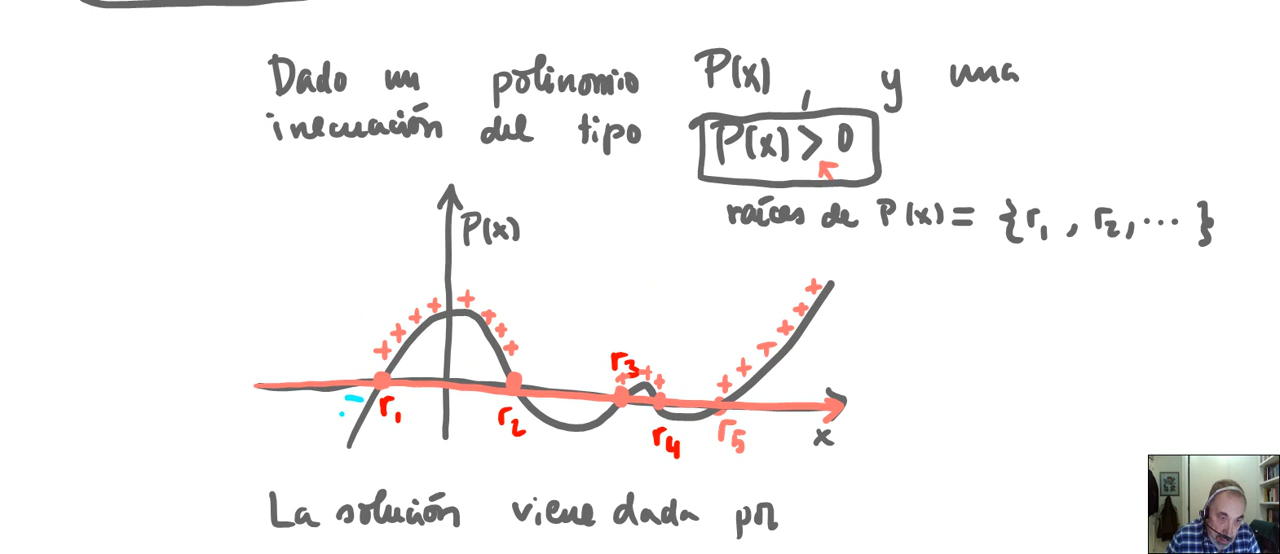 Dado un polinomio P(x), y una
inecuación del tipo P(x) > 0
raíces de P(x) = {r₁, r₂, ... }
P(x)
+ + + + + + + +
r₃
+ + +
+ + + + + +
-
r₁
r₂
r₄
r₅
x
La solución viene dada por